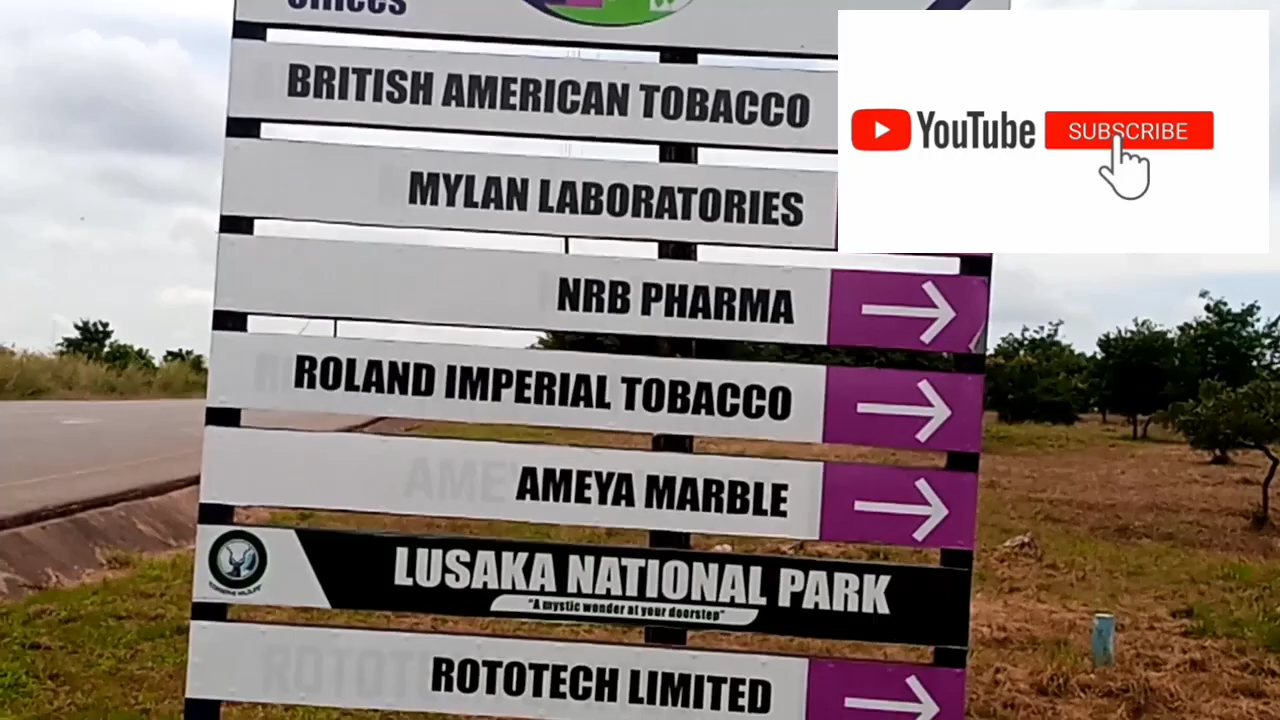 offices
BRITISH AMERICAN TOBACCO
YouTube SUBSCRIBE
MYLAN LABORATORIES
NRB PHARMA
ROLAND IMPERIAL TOBACCO
AMEYA MARBLE
LUSAKA NATIONAL PARK
"A mystic wonder at your doorstep"
ROTOTECH LIMITED